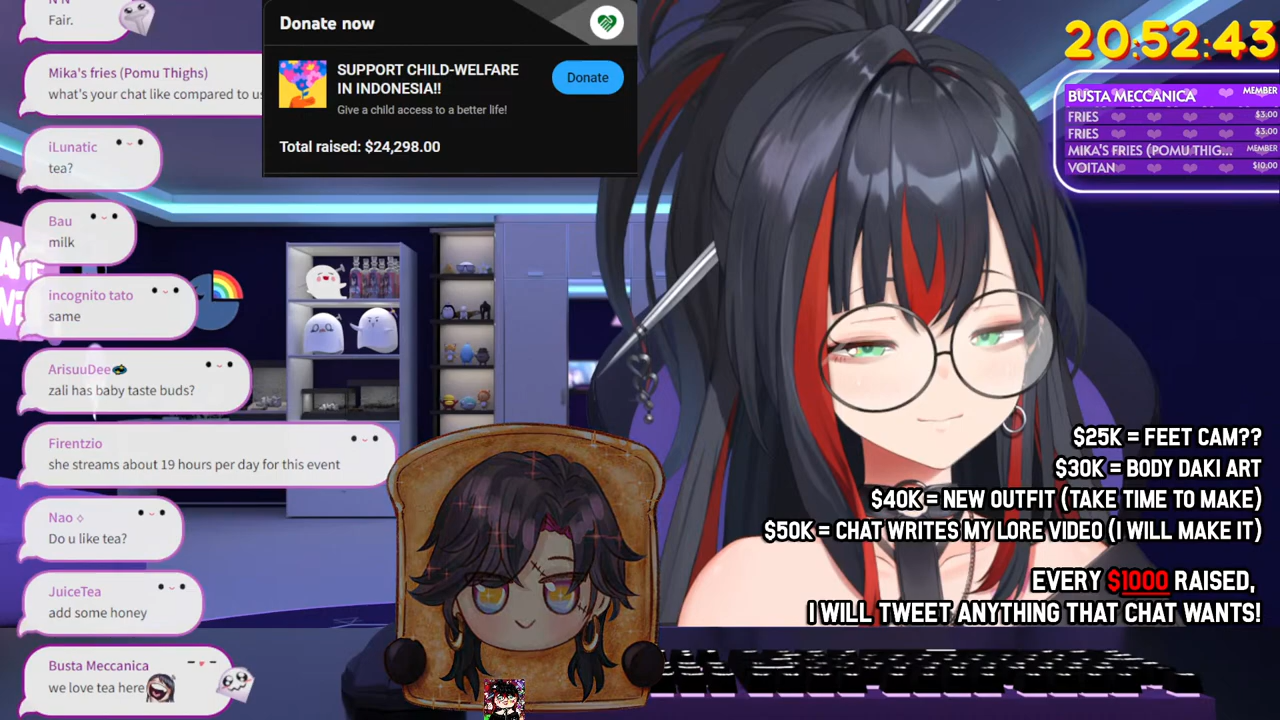 Fair.
Mika's fries (Pomu Thighs)
what's your chat like compared to us
iLunatic
tea?
Bau
milk
incognito tato
same
ArisuuDee
zali has baby taste buds?
Firentzio
she streams about 19 hours per day for this event
Nao
Do u like tea?
JuiceTea
add some honey
Busta Meccanica
we love tea here
Donate now
SUPPORT CHILD-WELFARE
IN INDONESIA!!
Give a child access to a better life!
Donate
Total raised: $24,298.00
20:52:43
BUSTA MECCANICA MEMBER
FRIES $3.00
FRIES $3.00
MIKA'S FRIES (POMU THIG... MEMBER
VOITAN $10.00
$25K = FEET CAM??
$30K = BODY DAKI ART
$40K = NEW OUTFIT (TAKE TIME TO MAKE)
$50K = CHAT WRITES MY LORE VIDEO (I WILL MAKE IT)
EVERY $1000 RAISED,
I WILL TWEET ANYTHING THAT CHAT WANTS!